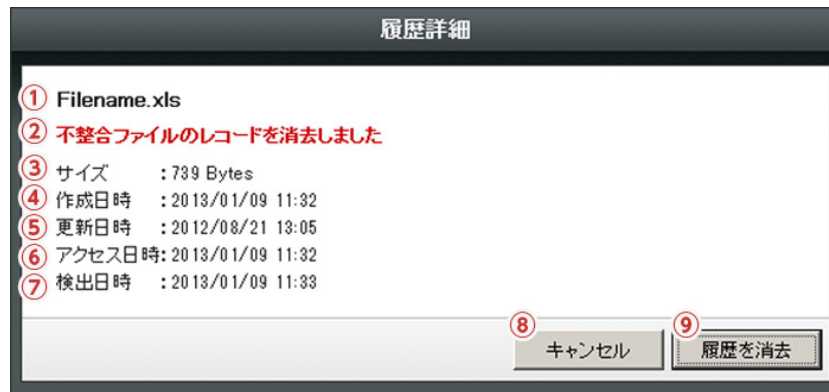 履歴詳細
① Filename.xls
② 不整合ファイルのレコードを消去しました
③ サイズ :739 Bytes
④ 作成日時 :2013/01/09 11:32
⑤ 更新日時 :2012/08/21 13:05
⑥ アクセス日時:2013/01/09 11:32
⑦ 検出日時 :2013/01/09 11:33
⑧ キャンセル ⑨ 履歴を消去